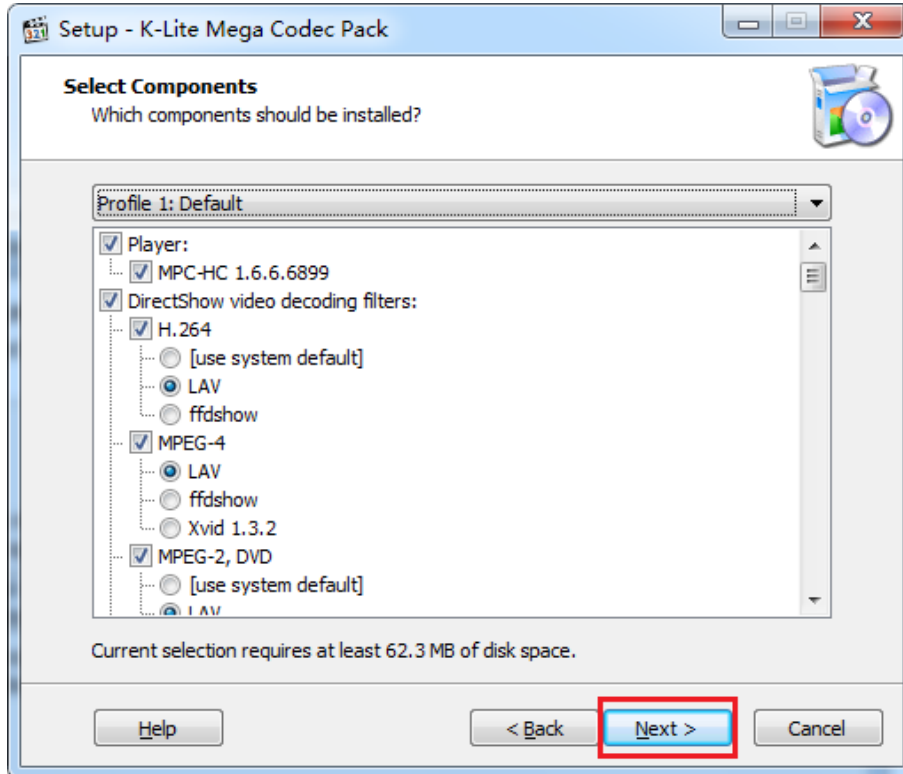 Setup - K-Lite Mega Codec Pack
Select Components
Which components should be installed?
Profile 1: Default
Player:
MPC-HC 1.6.6.6899
DirectShow video decoding filters:
H.264
[use system default]
LAV
ffdshow
MPEG-4
LAV
ffdshow
Xvid 1.3.2
MPEG-2, DVD
[use system default]
LAV
Current selection requires at least 62.3 MB of disk space.
Help < Back Next > Cancel